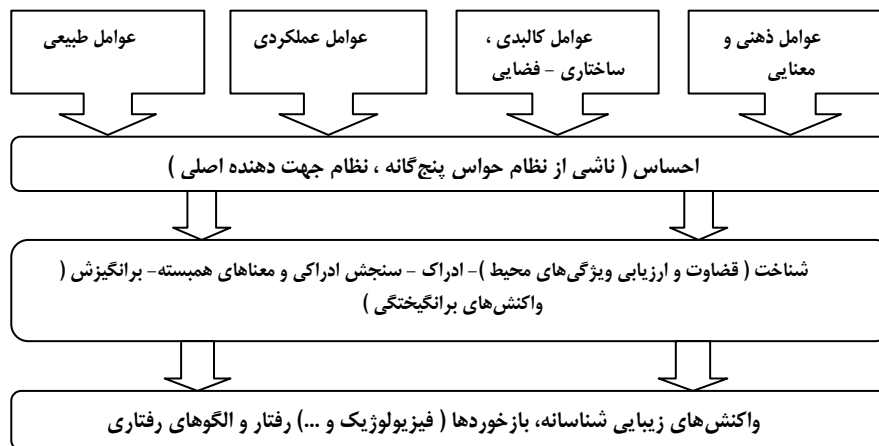 عوامل ذهنی و
معنایی
عوامل کالبدی ،
ساختاری – فضایی
عوامل عملکردی
عوامل طبیعی
احساس ( ناشی از نظام حواس پنج‌گانه ، نظام جهت دهنده اصلی )
شناخت ( قضاوت و ارزیابی ویژگی‌های محیط )– ادراک – سنجش ادراکی و معناهای همبسته– برانگیزش (
واکنش‌های برانگیختگی )
واکنش‌های زیبایی شناسانه، بازخوردها ( فیزیولوژیک و ...) رفتار و الگوهای رفتاری